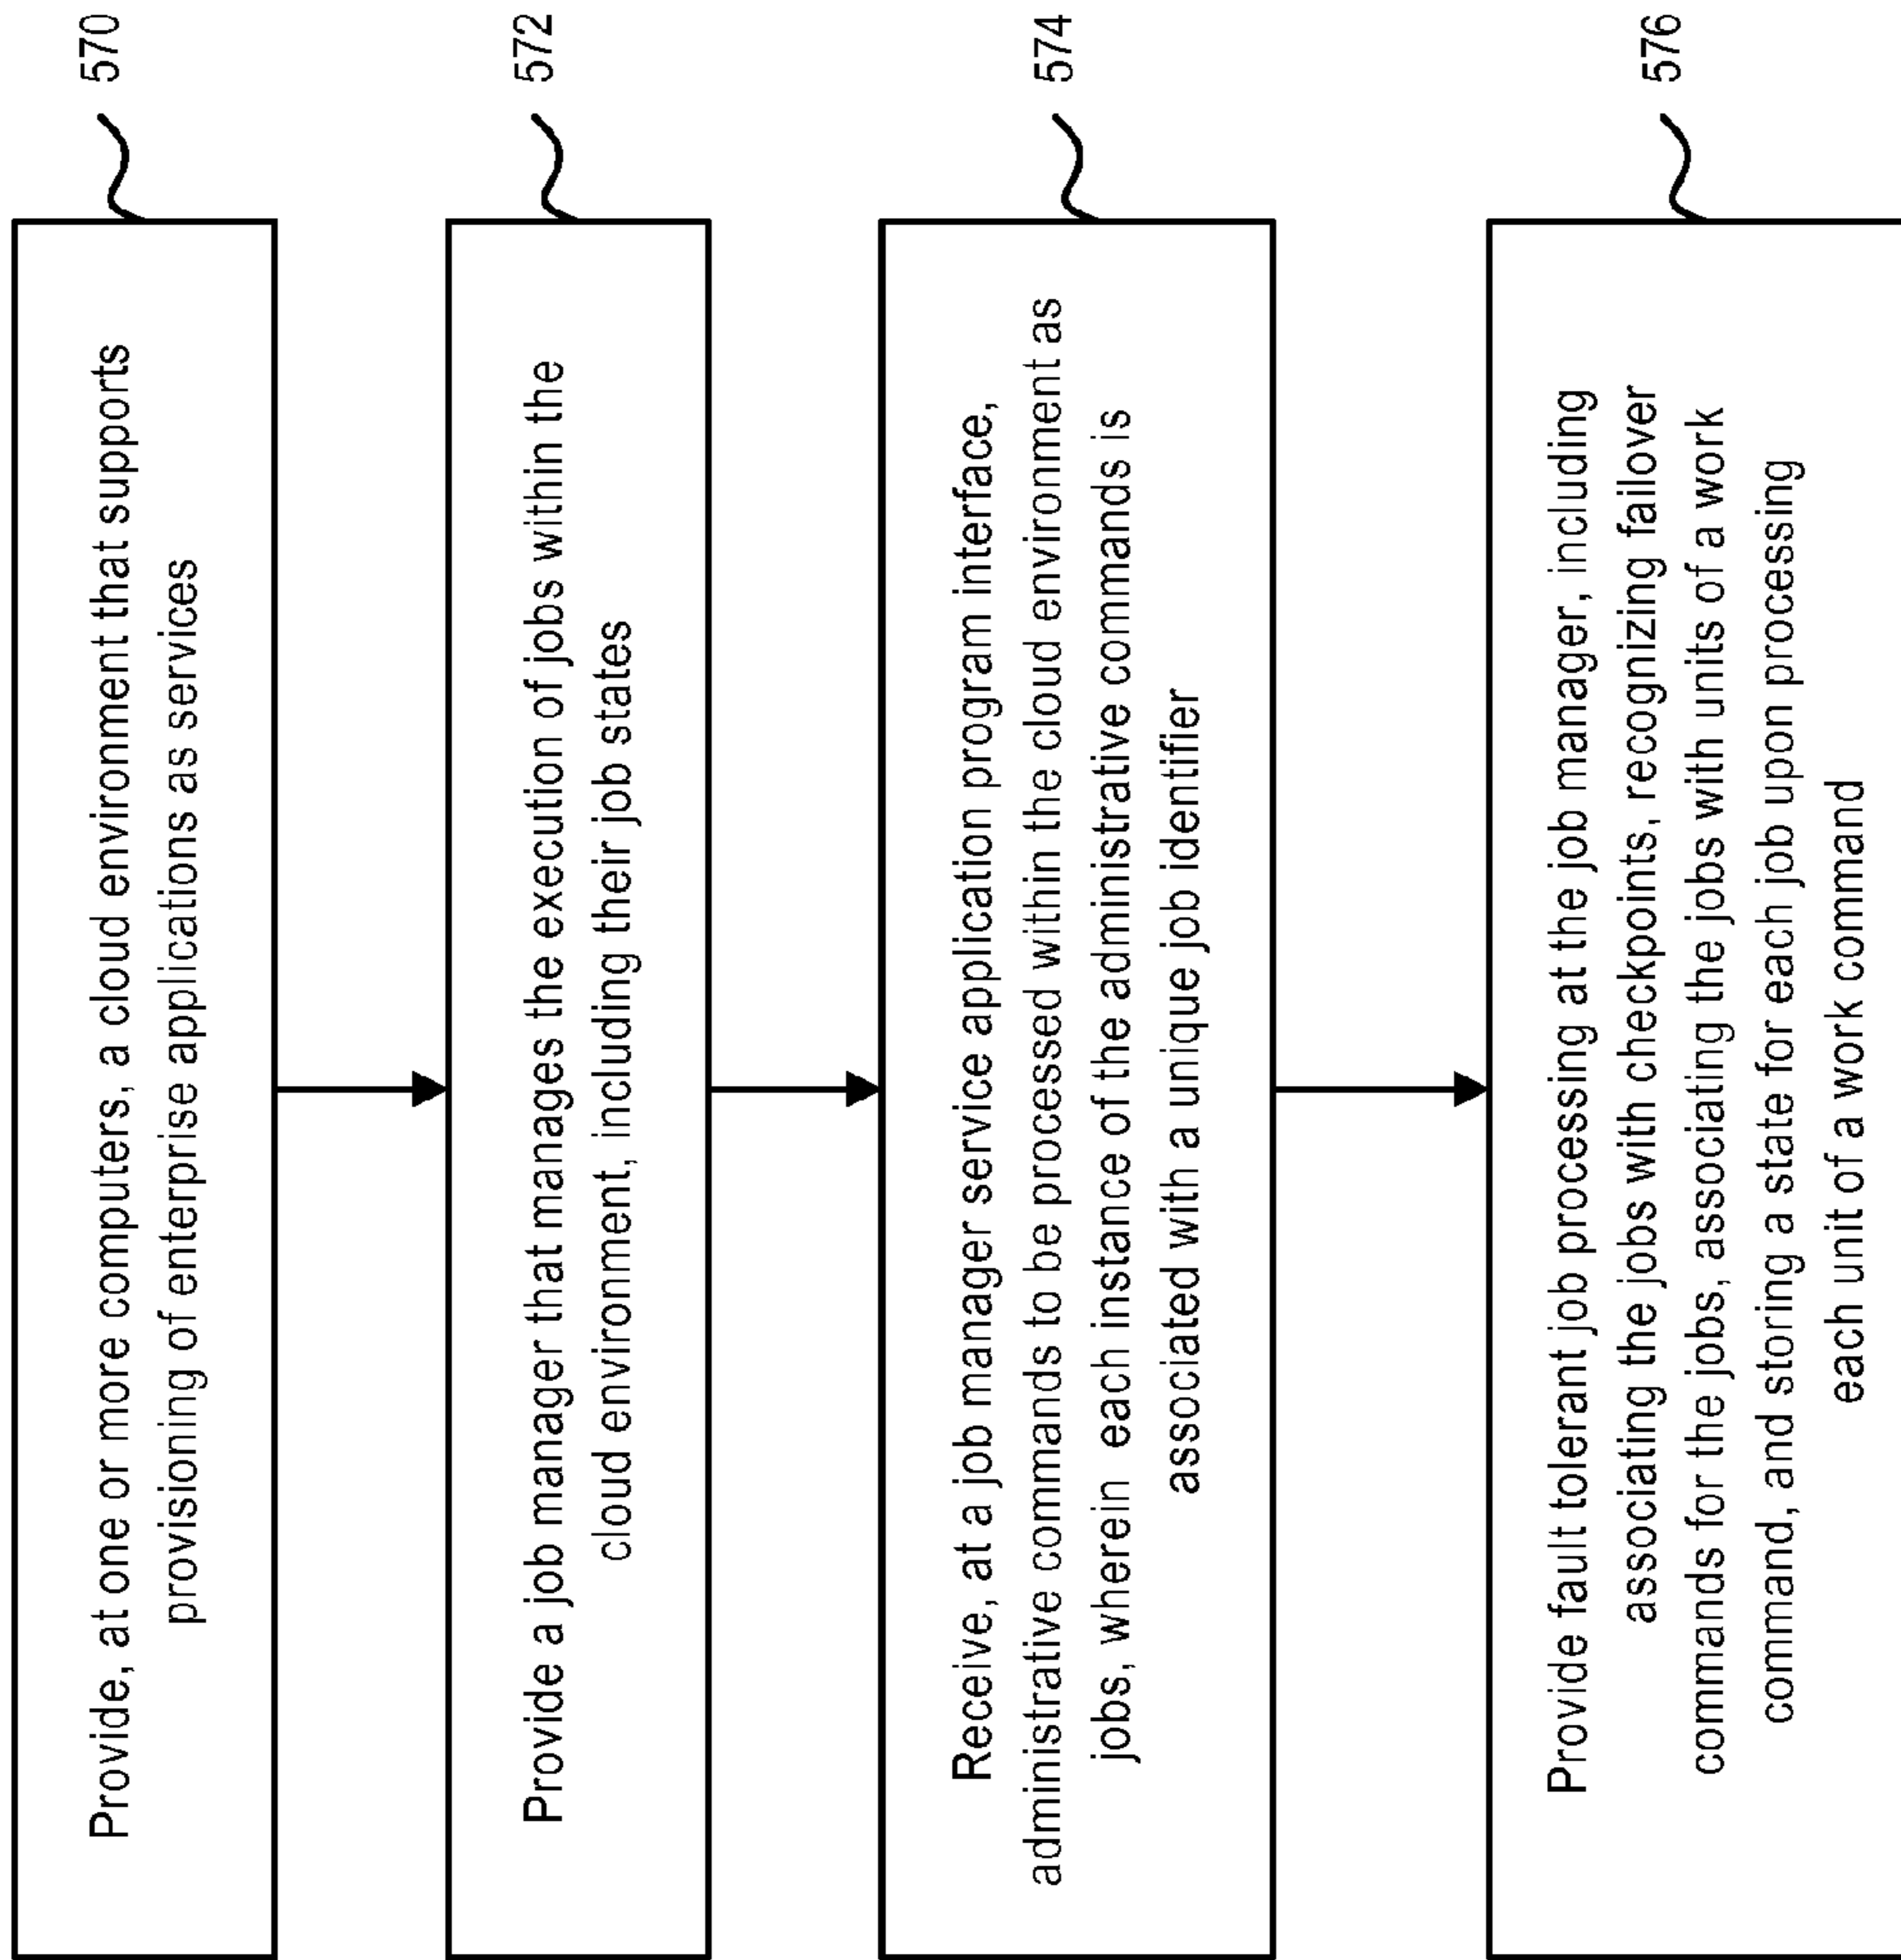 570
Provide, at one or more computers, a cloud environment that supports
provisioning of enterprise applications as services
572
Provide a job manager that manages the execution of jobs within the
cloud environment, including their job states
574
Receive, at a job manager service application program interface,
administrative commands to be processed within the cloud environment as
jobs, wherein each instance of the administrative commands is
associated with a unique job identifier
576
Provide fault tolerant job processing at the job manager, including
associating the jobs with checkpoints, recognizing failover
commands for the jobs, associating the jobs with units of a work
command, and storing a state for each job upon processing
each unit of a work command